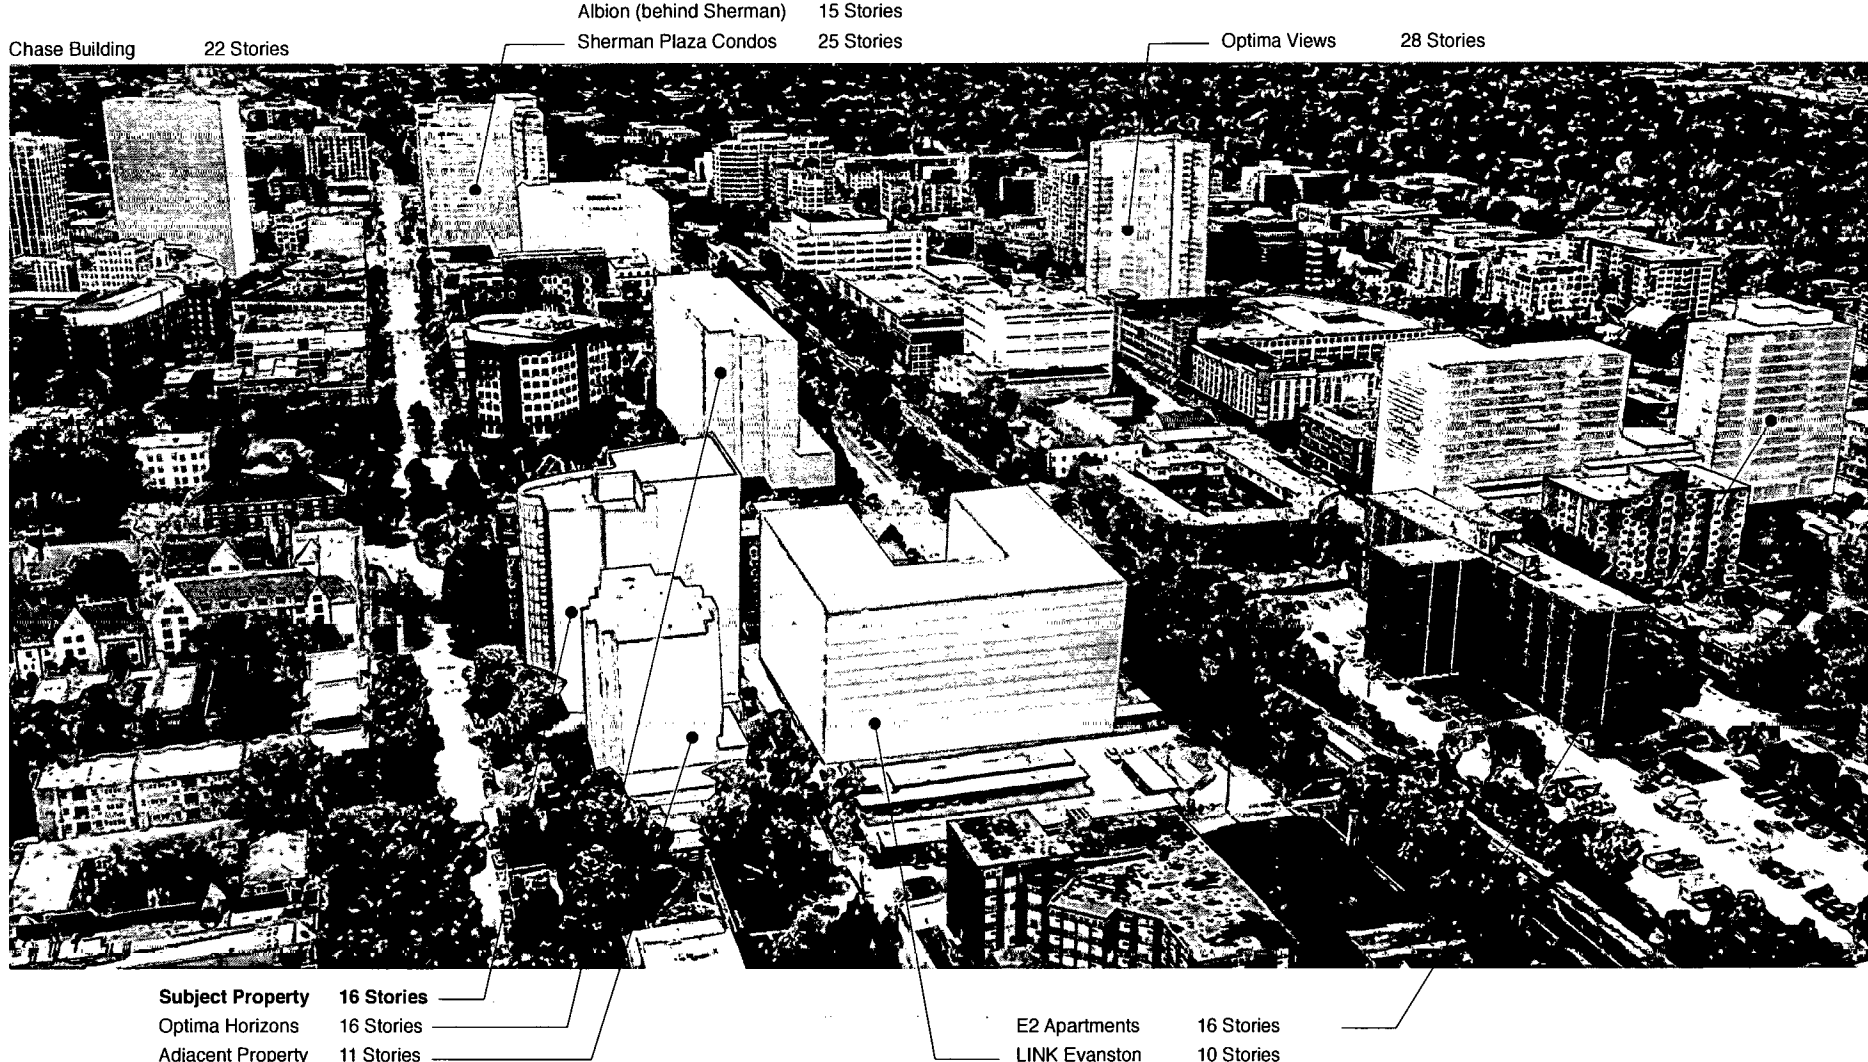 Albion (behind Sherman) 15 Stories
Chase Building 22 Stories
Sherman Plaza Condos 25 Stories
Optima Views 28 Stories
Subject Property 16 Stories
Optima Horizons 16 Stories
Adjacent Property 11 Stories
E2 Apartments 16 Stories
LINK Evanston 10 Stories